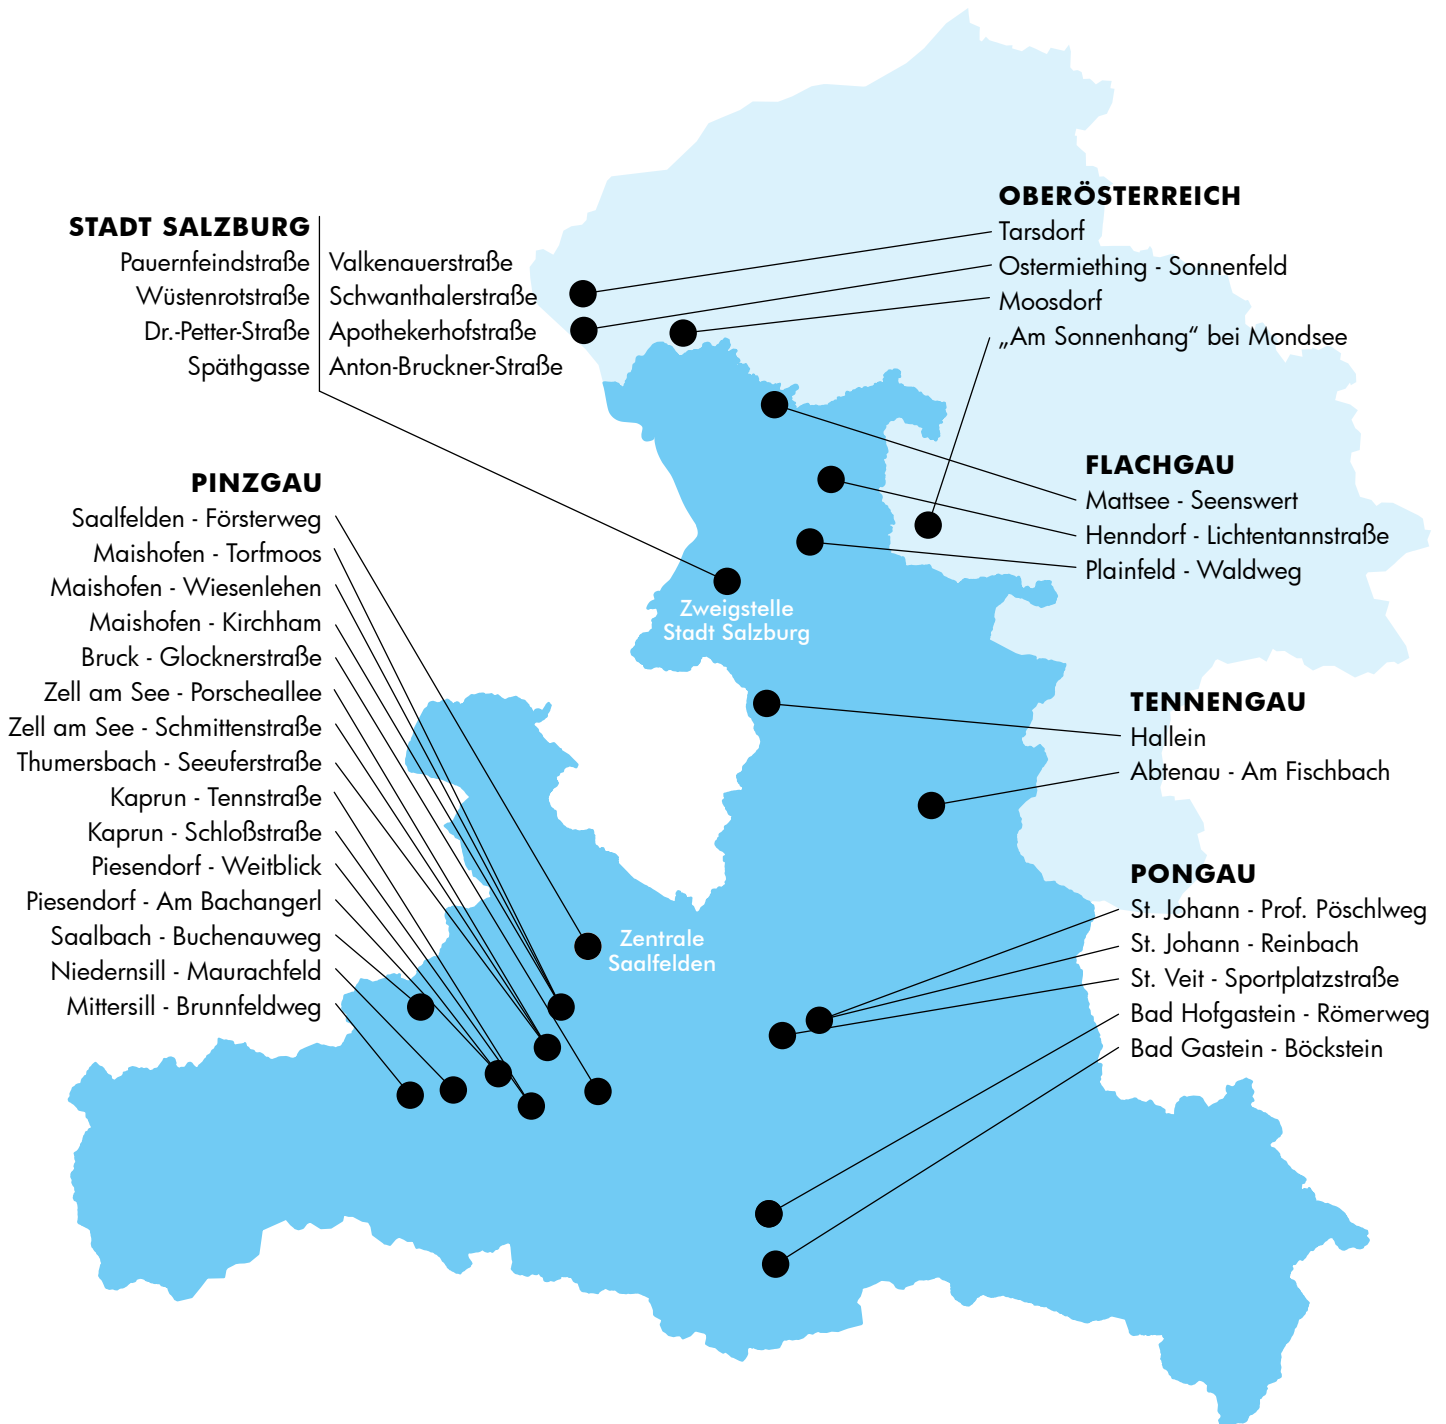 STADT SALZBURG
Pauernfeindstraße
Wüstenrotstraße
Dr.-Petter-Straße
Späthgasse
Valkenauerstraße
Schwanthalerstraße
Apothekerhofstraße
Anton-Bruckner-Straße
OBERÖSTERREICH
Tarsdorf
Ostermiething - Sonnenfeld
Moosdorf
„Am Sonnenhang“ bei Mondsee
FLACHGAU
Mattsee - Seenswert
Henndorf - Lichtentannstraße
Plainfeld - Waldweg
PINZGAU
Saalfelden - Försterweg
Maishofen - Torfmoos
Maishofen - Wiesenlehen
Maishofen - Kirchham
Bruck - Glocknerstraße
Zell am See - Porscheallee
Zell am See - Schmittenstraße
Thumersbach - Seeuferstraße
Kaprun - Tennstraße
Kaprun - Schloßstraße
Piesendorf - Weitblick
Piesendorf - Am Bachangerl
Saalbach - Buchenauweg
Niedernsill - Maurachfeld
Mittersill - Brunnfeldweg
Zweigstelle
Stadt Salzburg
Zentrale
Saalfelden
TENNENGAU
Hallein
Abtenau - Am Fischbach
PONGAU
St. Johann - Prof. Pöschlweg
St. Johann - Reinbach
St. Veit - Sportplatzstraße
Bad Hofgastein - Römerweg
Bad Gastein - Böckstein